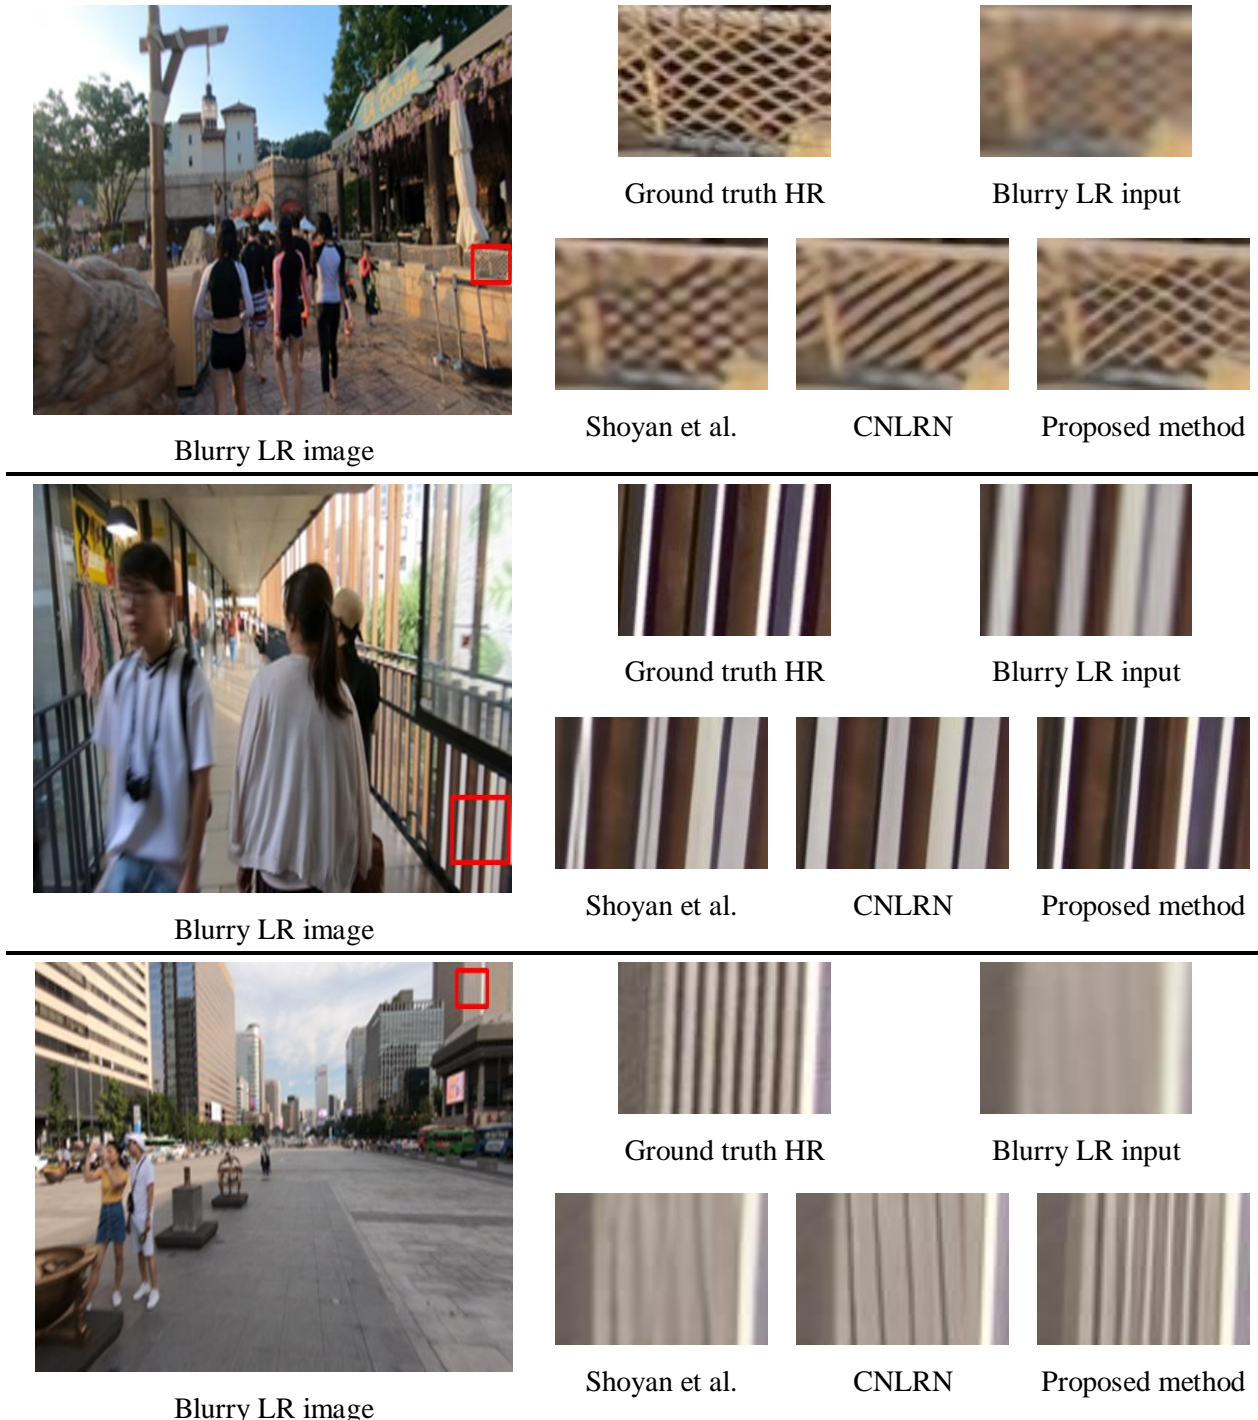 LA COSTA
Ground truth HR
Blurry LR input
Shoyan et al.
CNLRN
Proposed method
Blurry LR image
Ground truth HR
Blurry LR input
Shoyan et al.
CNLRN
Proposed method
Blurry LR image
Ground truth HR
Blurry LR input
Shoyan et al.
CNLRN
Proposed method
Blurry LR image